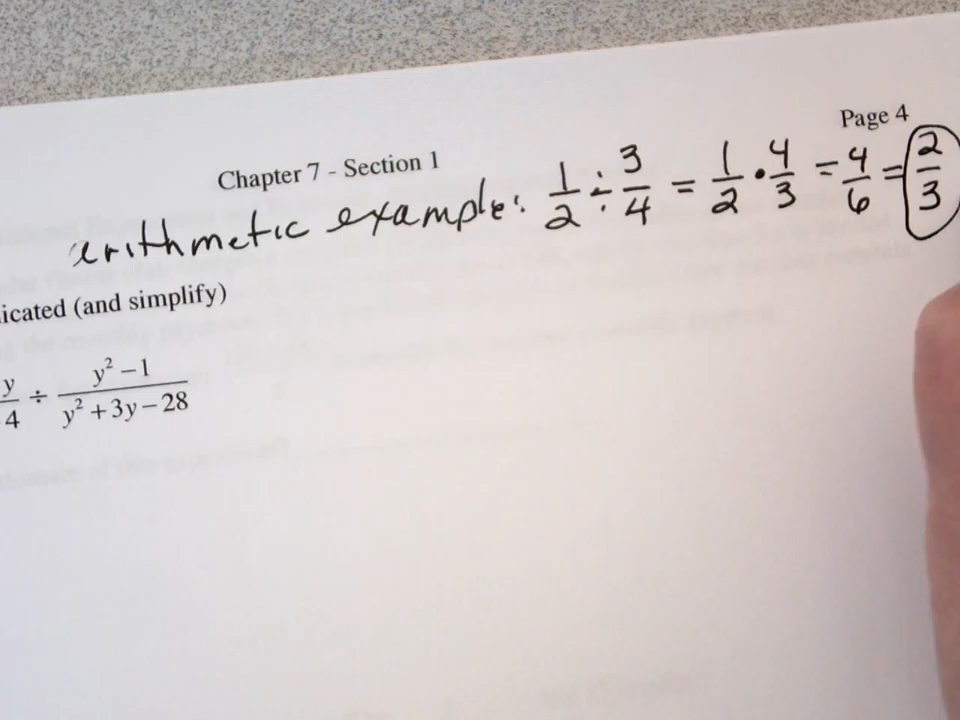 Page 4
Chapter 7 - Section 1
arithmetic example: 1/2 ÷ 3/4 = 1/2 • 4/3 = 4/6 = 2/3
icated (and simplify)
y/4 ÷ y² − 1/y² + 3y − 28